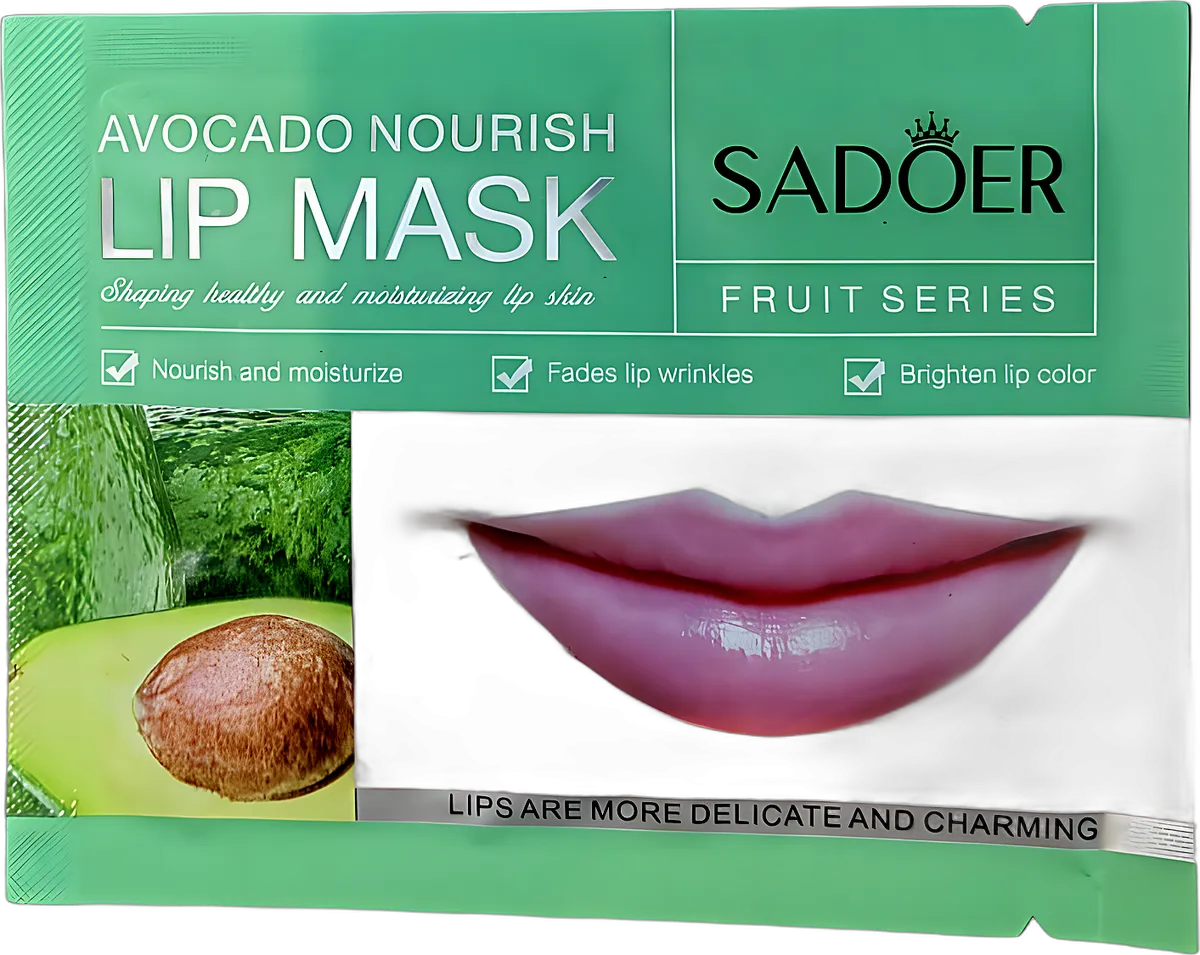 AVOCADO NOURISH
LIP MASK
Shaping healthy and moisturizing lip skin
SADOER
FRUIT SERIES
Nourish and moisturize
Fades lip wrinkles
Brighten lip color
LIPS ARE MORE DELICATE AND CHARMING